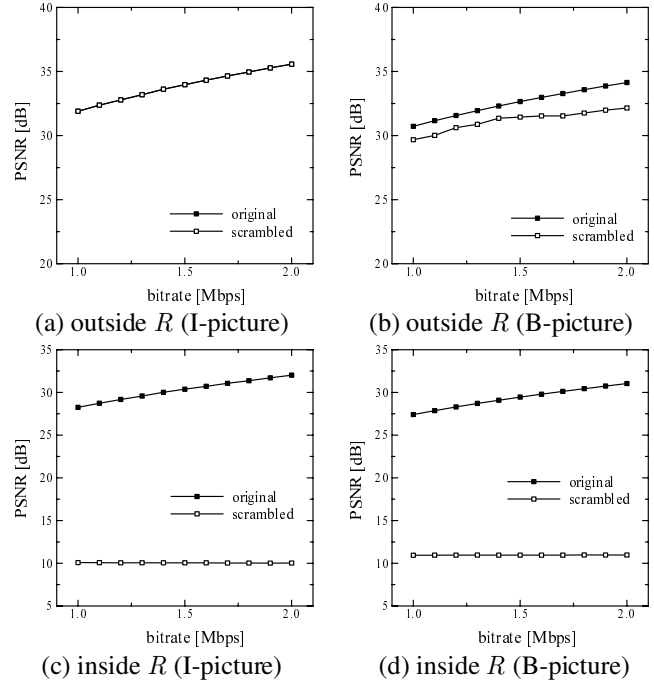 40
35
30
25
20
PSNR [dB]
original
scrambled
1.0 1.5 2.0
bitrate [Mbps]
(a) outside R (I-picture)
40
35
30
25
20
PSNR [dB]
original
scrambled
1.0 1.5 2.0
bitrate [Mbps]
(b) outside R (B-picture)
35
30
25
20
15
10
5
PSNR [dB]
original
scrambled
1.0 1.5 2.0
bitrate [Mbps]
(c) inside R (I-picture)
35
30
25
20
15
10
5
PSNR [dB]
original
scrambled
1.0 1.5 2.0
bitrate [Mbps]
(d) inside R (B-picture)